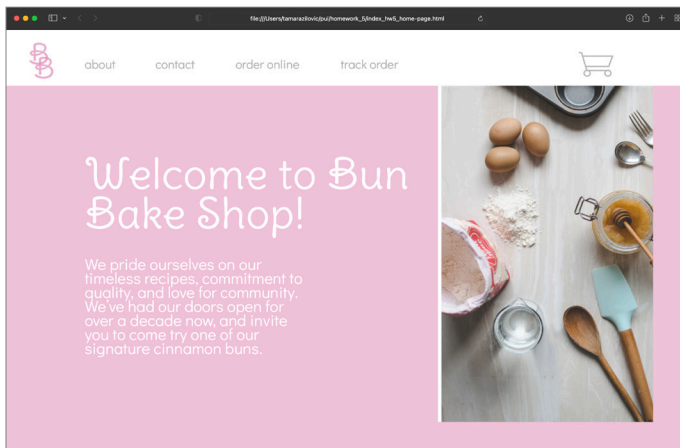 file:///Users/tamarazilovic/pui/homework_5/index_hw5_home-page.html
BBB
about contact order online track order
Welcome to Bun
Bake Shop!
We pride ourselves on our
timeless recipes, commitment to
quality, and love for community.
We've had our doors open for
over a decade now, and invite
you to come try one of our
signature cinnamon buns.